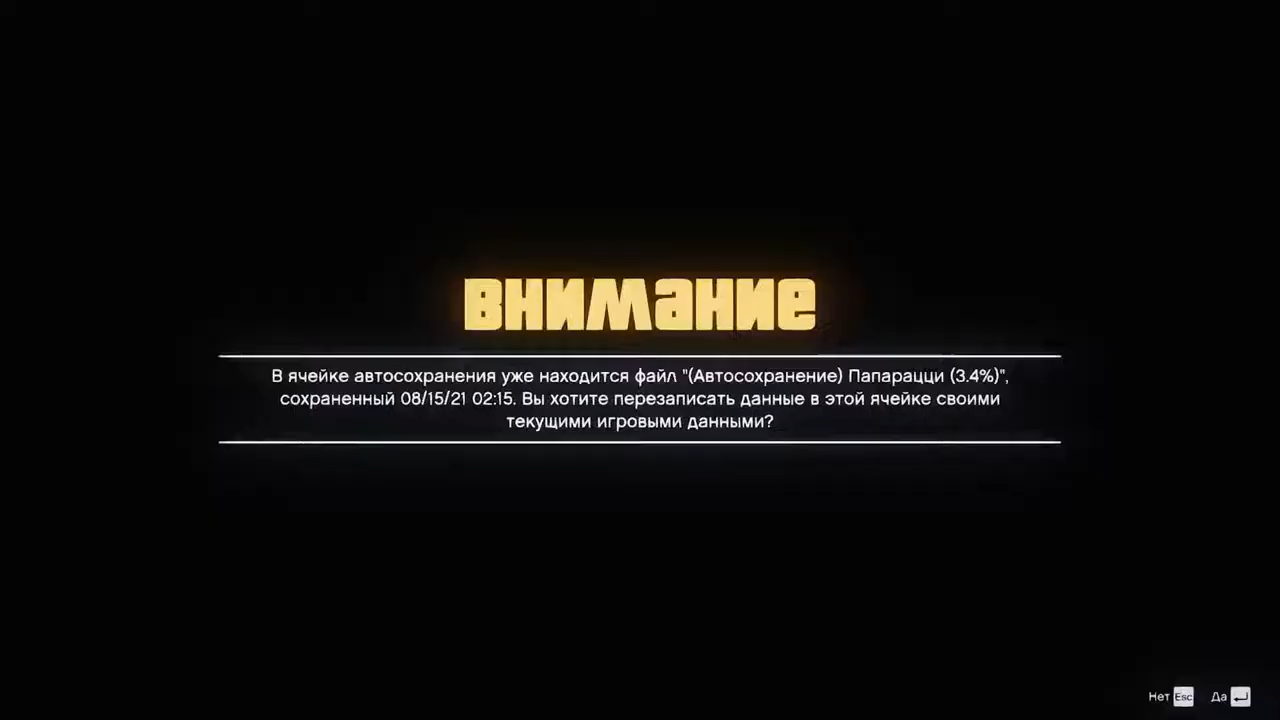 внимание
В ячейке автосохранения уже находится файл "(Автосохранение) Папарацци (3.4%)",
сохраненный 08/15/21 02:15. Вы хотите перезаписать данные в этой ячейке своими
текущими игровыми данными?
Нет Esc Да